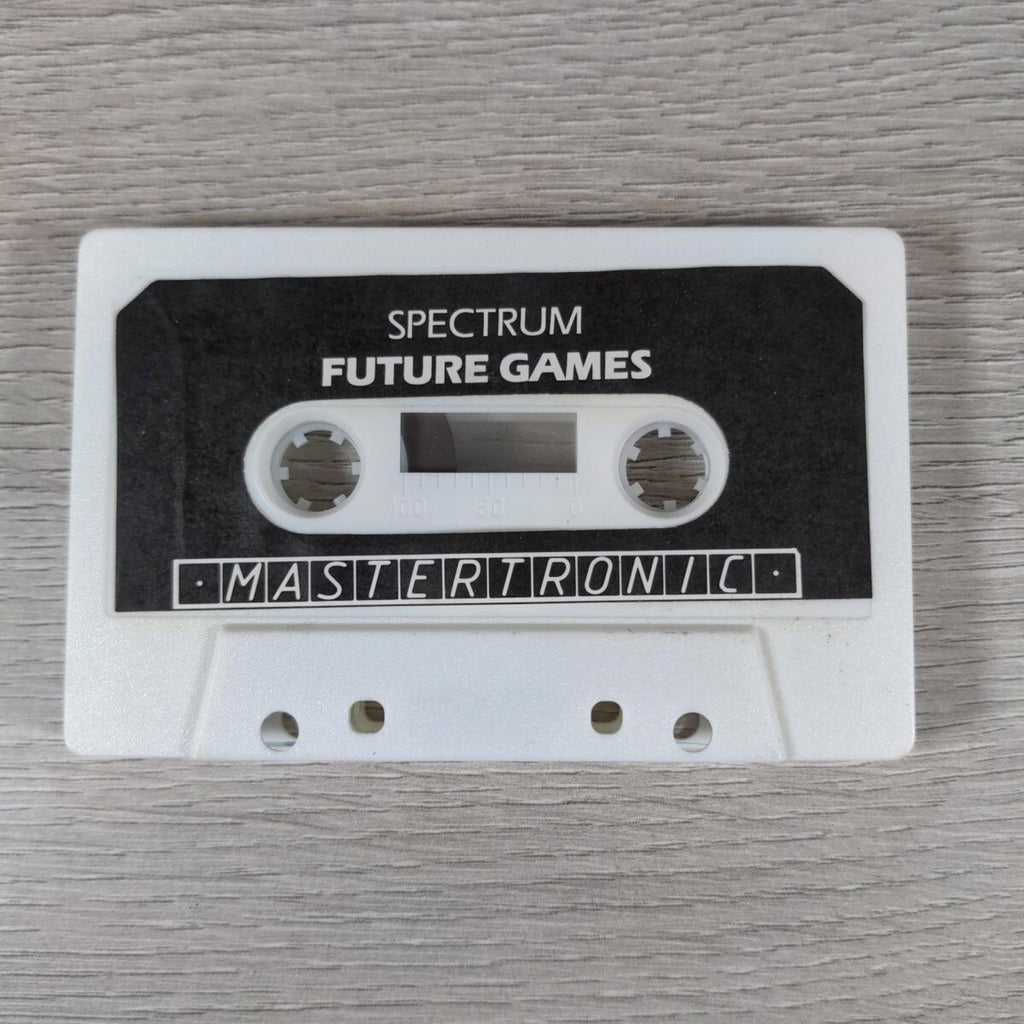 SPECTRUM
FUTURE GAMES
100 50 0
· MASTERTRONIC ·